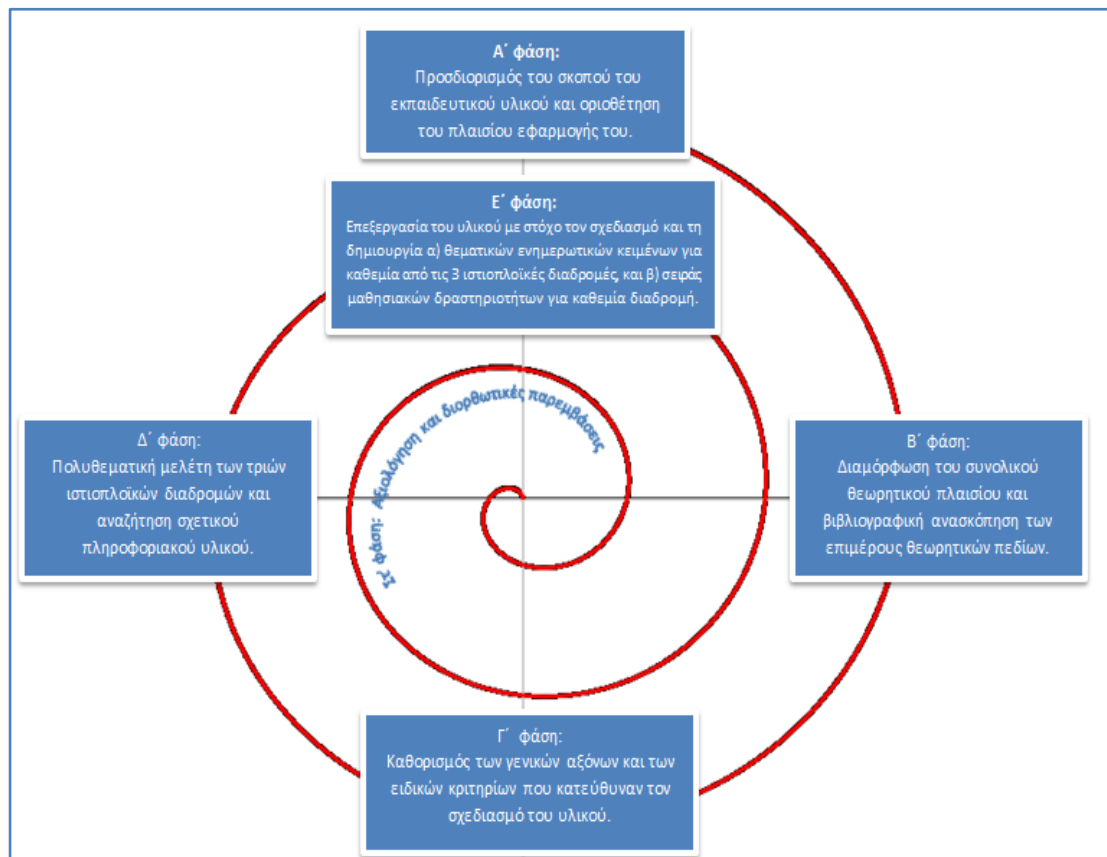 Α΄ φάση:
Προσδιορισμός του σκοπού του
εκπαιδευτικού υλικού και οριοθέτηση
του πλαισίου εφαρμογής του.
Ε΄ φάση:
Επεξεργασία του υλικού με στόχο τον σχεδιασμό και τη
δημιουργία α) θεματικών ενημερωτικών κειμένων για
καθεμία από τις 3 ιστιοπλοϊκές διαδρομές, και β) σειράς
μαθησιακών δραστηριοτήτων για καθεμία διαδρομή.
Στ΄ φάση: Αξιολόγηση και διορθωτικές παρεμβάσεις
Δ΄ φάση:
Πολυθεματική μελέτη των τριών
ιστιοπλοϊκών διαδρομών και
αναζήτηση σχετικού
πληροφοριακού υλικού.
Β΄ φάση:
Διαμόρφωση του συνολικού
θεωρητικού πλαισίου και
βιβλιογραφική ανασκόπηση των
επιμέρους θεωρητικών πεδίων.
Γ΄ φάση:
Καθορισμός των γενικών αξόνων και των
ειδικών κριτηρίων που κατεύθυναν τον
σχεδιασμό του υλικού.